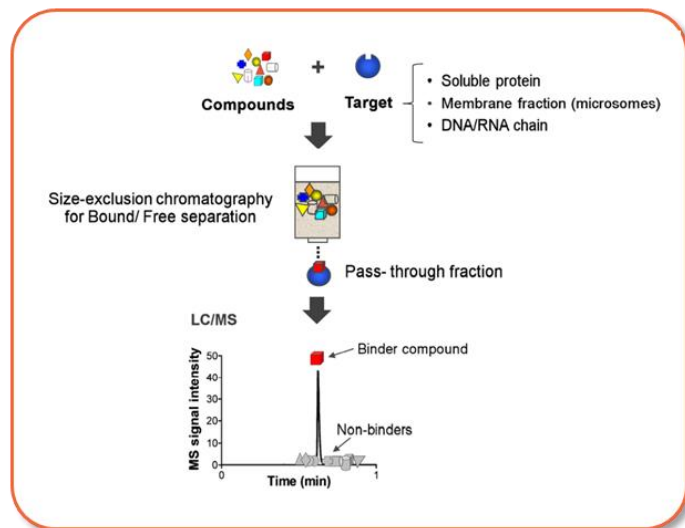 +
Compounds
Target
• Soluble protein
• Membrane fraction (microsomes)
• DNA/RNA chain
Size-exclusion chromatography
for Bound/ Free separation
Pass- through fraction
LC/MS
Binder compound
Non-binders
MS signal intensity
50
40
30
20
10
0
0
1
Time (min)